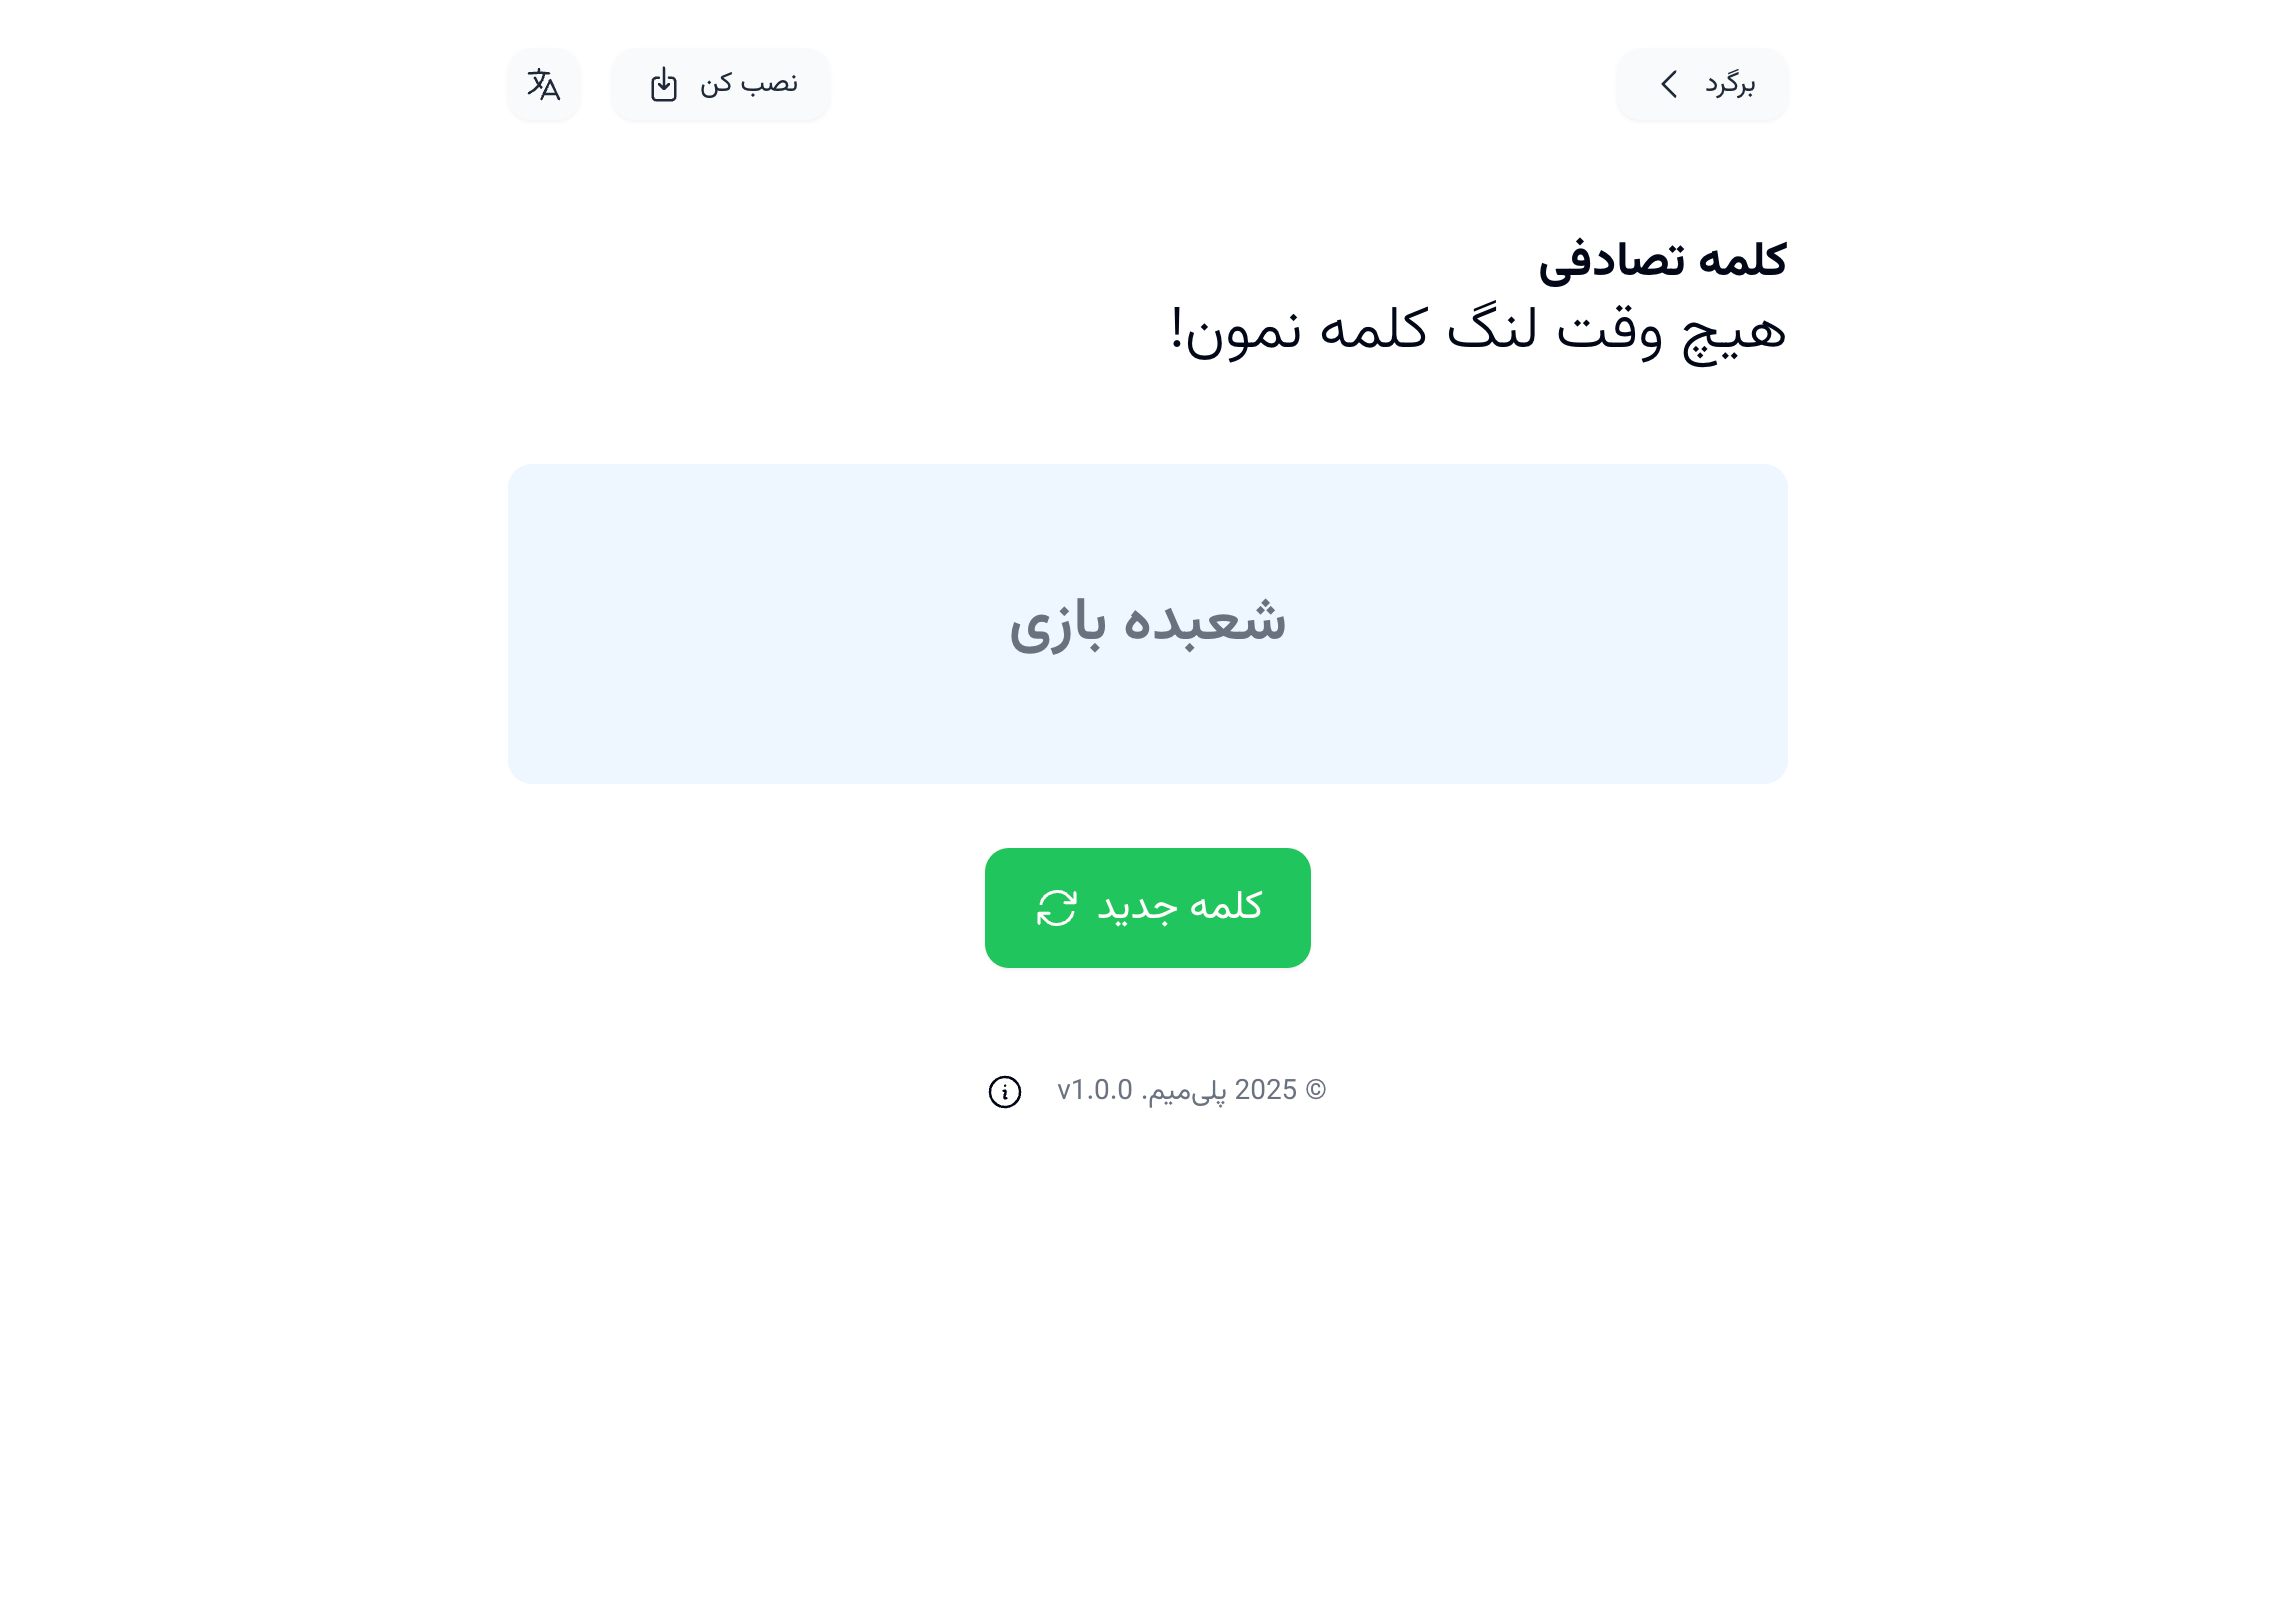 برگرد
نصب کن
کلمه تصادفی
هیچ وقت لنگ کلمه نمون!
شعبده بازی
کلمه جدید
© 2025 پلی‌میم. v1.0.0